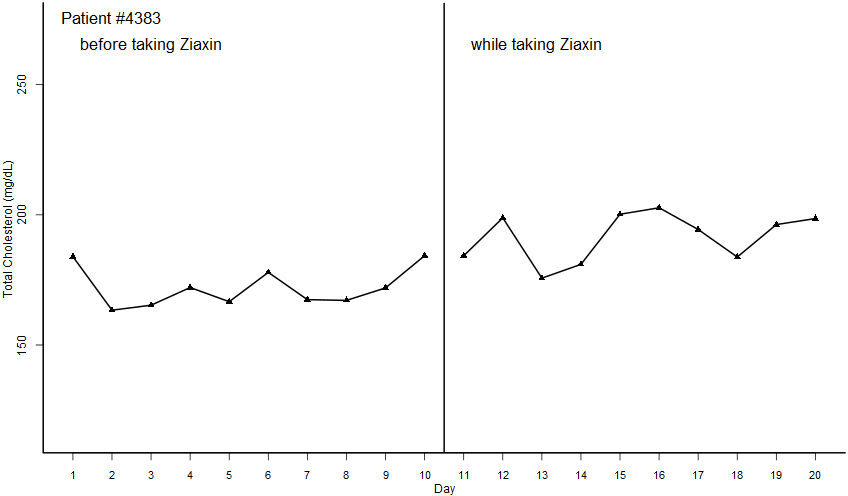 Patient #4383
before taking Ziaxin
while taking Ziaxin
Total Cholesterol (mg/dL)
250
200
150
1 2 3 4 5 6 7 8 9 10 11 12 13 14 15 16 17 18 19 20
Day